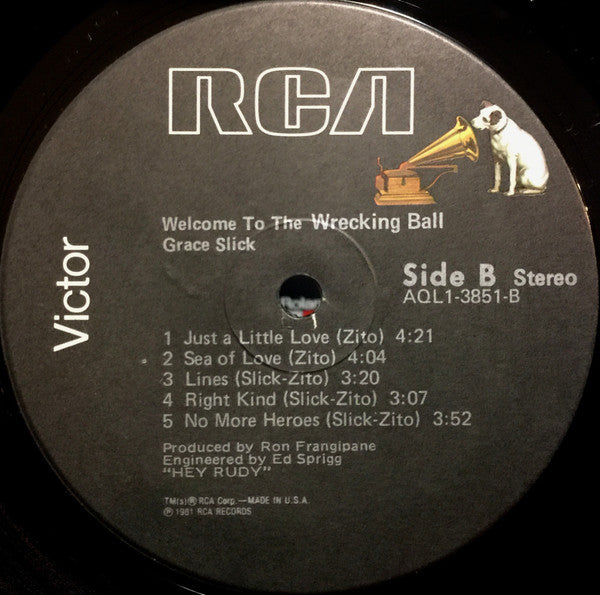 RCA
Welcome To The Wrecking Ball
Grace Slick
Side B Stereo
AQL1-3851-B
Victor
1 Just a Little Love (Zito) 4:21
2 Sea of Love (Zito) 4:04
3 Lines (Slick-Zito) 3:20
4 Right Kind (Slick-Zito) 3:07
5 No More Heroes (Slick-Zito) 3:52
Produced by Ron Frangipane
Engineered by Ed Sprigg
"HEY RUDY"
TM(s)® RCA Corp.—MADE IN U.S.A.
℗ 1981 RCA RECORDS